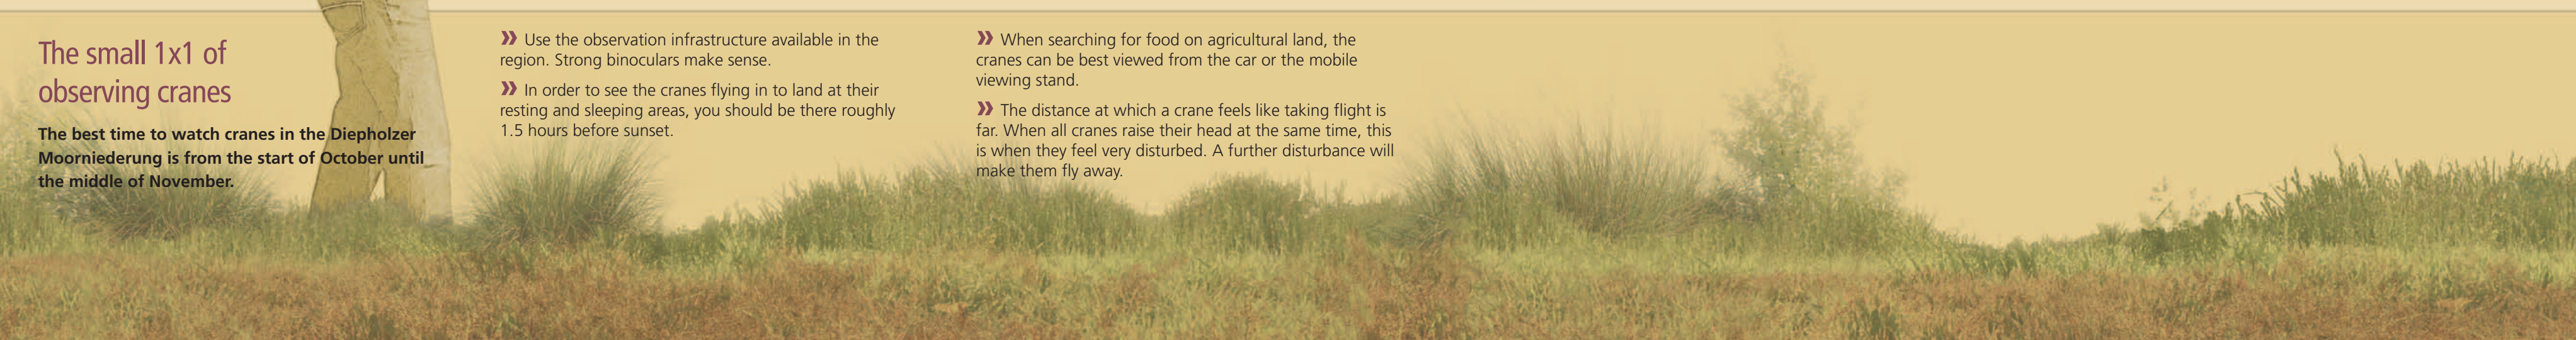 The small 1x1 of
observing cranes
The best time to watch cranes in the Diepholzer
Moorniederung is from the start of October until
the middle of November.
» Use the observation infrastructure available in the
region. Strong binoculars make sense.
» In order to see the cranes flying in to land at their
resting and sleeping areas, you should be there roughly
1.5 hours before sunset.
» When searching for food on agricultural land, the
cranes can be best viewed from the car or the mobile
viewing stand.
» The distance at which a crane feels like taking flight is
far. When all cranes raise their head at the same time, this
is when they feel very disturbed. A further disturbance will
make them fly away.